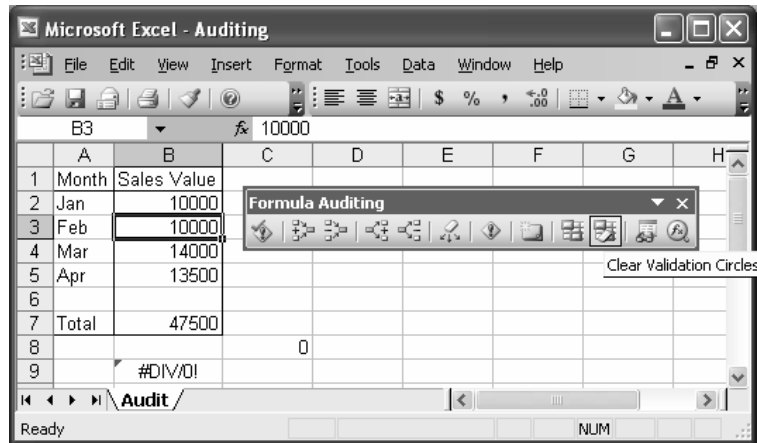 Microsoft Excel - Auditing
File Edit View Insert Format Tools Data Window Help
$ % , .00
B3 fx 10000
A B C D E F G H
1 Month Sales Value
2 Jan 10000
Formula Auditing
3 Feb 10000
4 Mar 14000
5 Apr 13500
Clear Validation Circles
6
7 Total 47500
8 0
9 #DIV/0!
Audit
Ready NUM